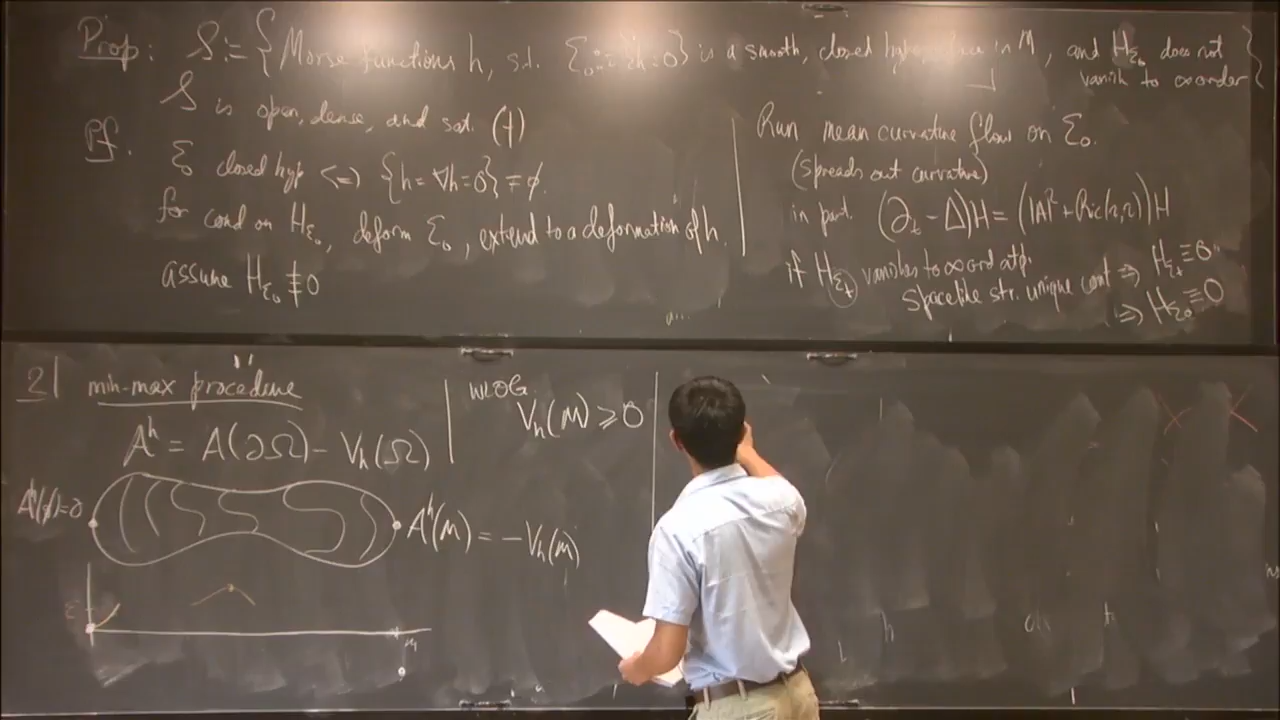 Prop: S := { Morse functions h, s.t. Σ₀ := {h=0} is a smooth, closed hypersurface in M, and H_Σ₀ does not vanish to ∞ order }
S is open, dense, and sat. (†)
Pf. Σ₀ closed hyp <=> {h = ∇h = 0} = ∅.
for cond on H_Σ₀, deform Σ₀, extend to a deformation of h.
assume H_Σ₀ ≢ 0
Run mean curvature flow on Σ₀.
(spreads out curvature)
in part. (∂_t - Δ)H = (|A|² + Ric(ν,ν))H
if H_Σt vanishes to ∞ ord at p.
spacelike str. unique cont => H_Σt ≡ 0
=> H_Σ₀ ≡ 0
2] min-max procedure
A^h = A(∂Ω) - V_h(Ω)
WLOG
V_h(M) ≥ 0
A^h(∅)=0
A^h(M) = -V_h(M)
ε
M